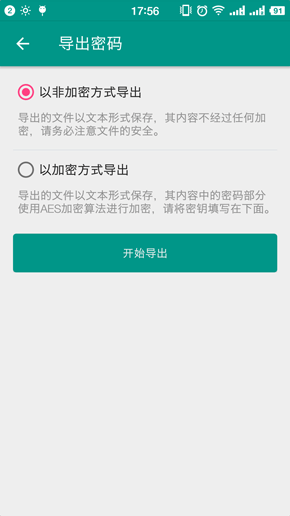 2 17:56 91
导出密码
以非加密方式导出
导出的文件以文本形式保存，其内容不经过任何加
密，请务必注意文件的安全。
以加密方式导出
导出的文件以文本形式保存，其内容中的密码部分
使用AES加密算法进行加密，请将密钥填写在下面。
开始导出